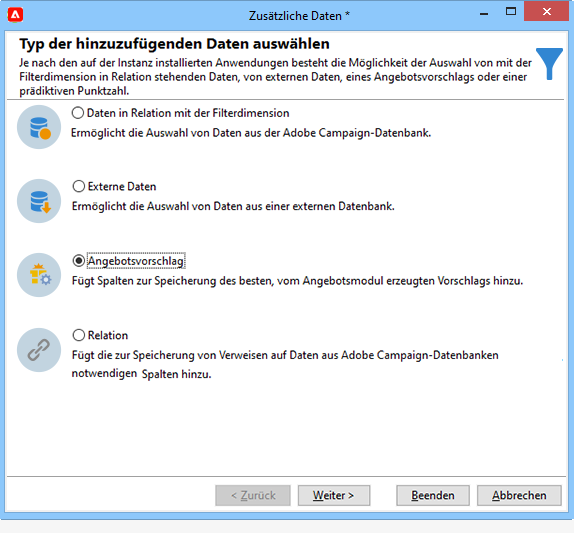 Zusätzliche Daten *
Typ der hinzuzufügenden Daten auswählen
Je nach den auf der Instanz installierten Anwendungen besteht die Möglichkeit der Auswahl von mit der
Filterdimension in Relation stehenden Daten, von externen Daten, eines Angebotsvorschlags oder einer
prädiktiven Punktzahl.
Daten in Relation mit der Filterdimension
Ermöglicht die Auswahl von Daten aus der Adobe Campaign-Datenbank.
Externe Daten
Ermöglicht die Auswahl von Daten aus einer externen Datenbank.
Angebotsvorschlag
Fügt Spalten zur Speicherung des besten, vom Angebotsmodul erzeugten Vorschlags hinzu.
Relation
Fügt die zur Speicherung von Verweisen auf Daten aus Adobe Campaign-Datenbanken
notwendigen Spalten hinzu.
< Zurück Weiter > Beenden Abbrechen